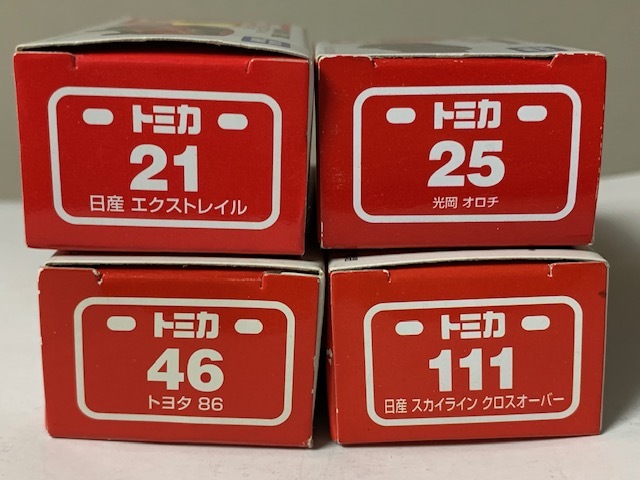 トミカ
21
日産 エクストレイル
トミカ
25
光岡 オロチ
トミカ
46
トヨタ 86
トミカ
111
日産 スカイライン クロスオーバー